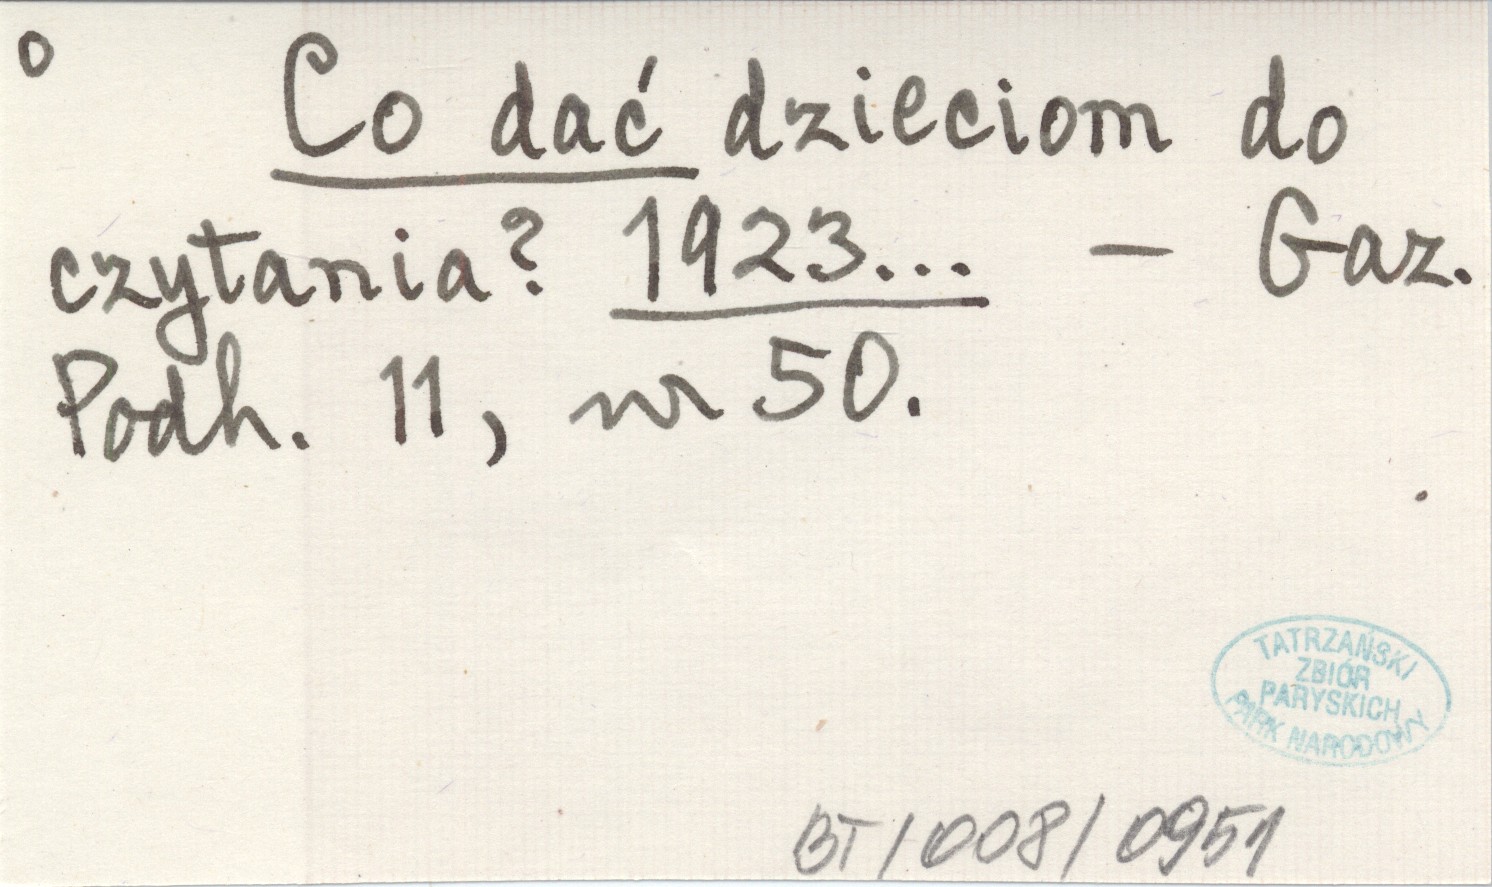 o Co dać dzieciom do
czytania? 1923... – Gaz.
Podh. 11, nr 50.
TATRZAŃSKI
ZBIÓR
PARYSKICH
PARK NARODOWY
BT/008/0951